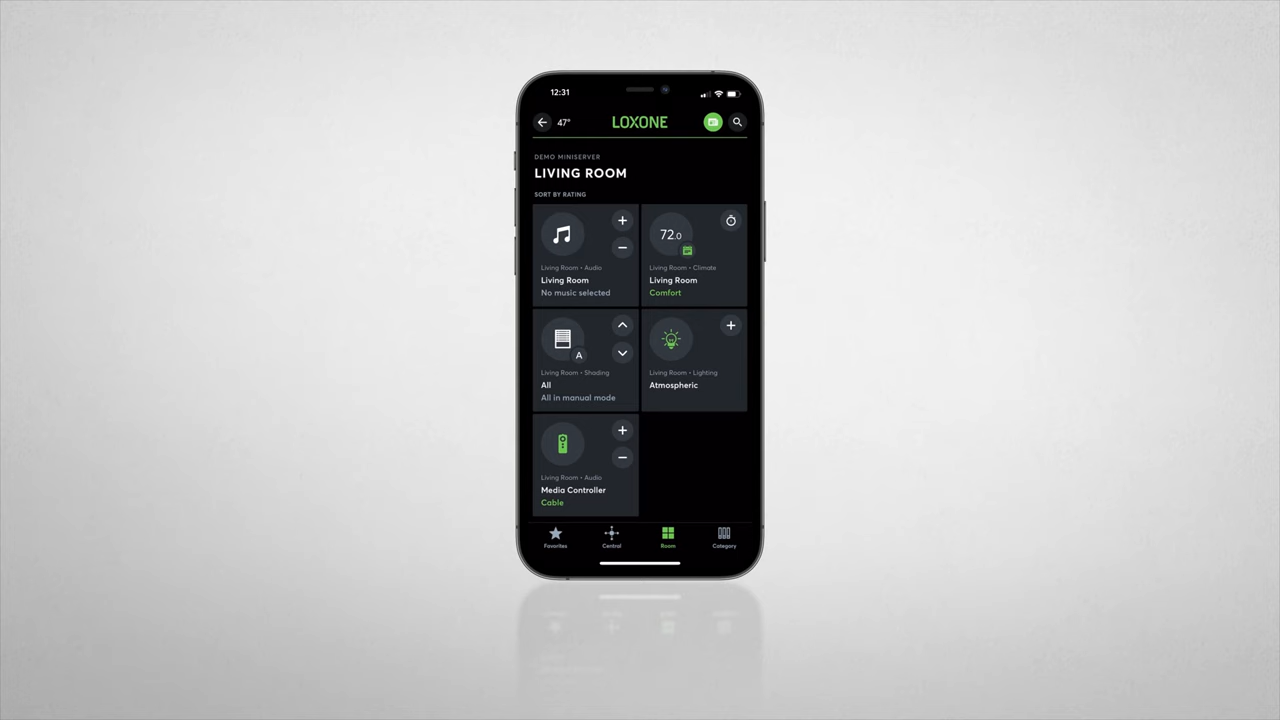 12:31
47°
LOXONE
DEMO MINISERVER
LIVING ROOM
SORT BY RATING
Living Room • Audio
Living Room
No music selected
72.0
Living Room • Climate
Living Room
Comfort
A
Living Room • Shading
All
All in manual mode
Living Room • Lighting
Atmospheric
Living Room • Audio
Media Controller
Cable
Favorites Central Room Category